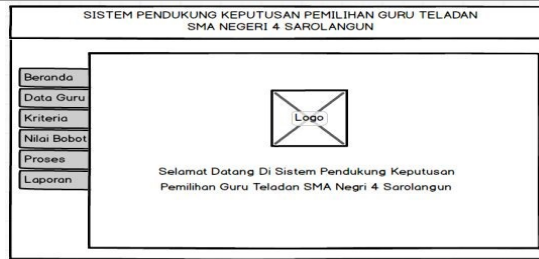 SISTEM PENDUKUNG KEPUTUSAN PEMILIHAN GURU TELADAN
SMA NEGERI 4 SAROLANGUN
Beranda
Data Guru
Kriteria
Nilai Bobot
Proses
Laporan
Logo
Selamat Datang Di Sistem Pendukung Keputusan
Pemilihan Guru Teladan SMA Negri 4 Sarolangun